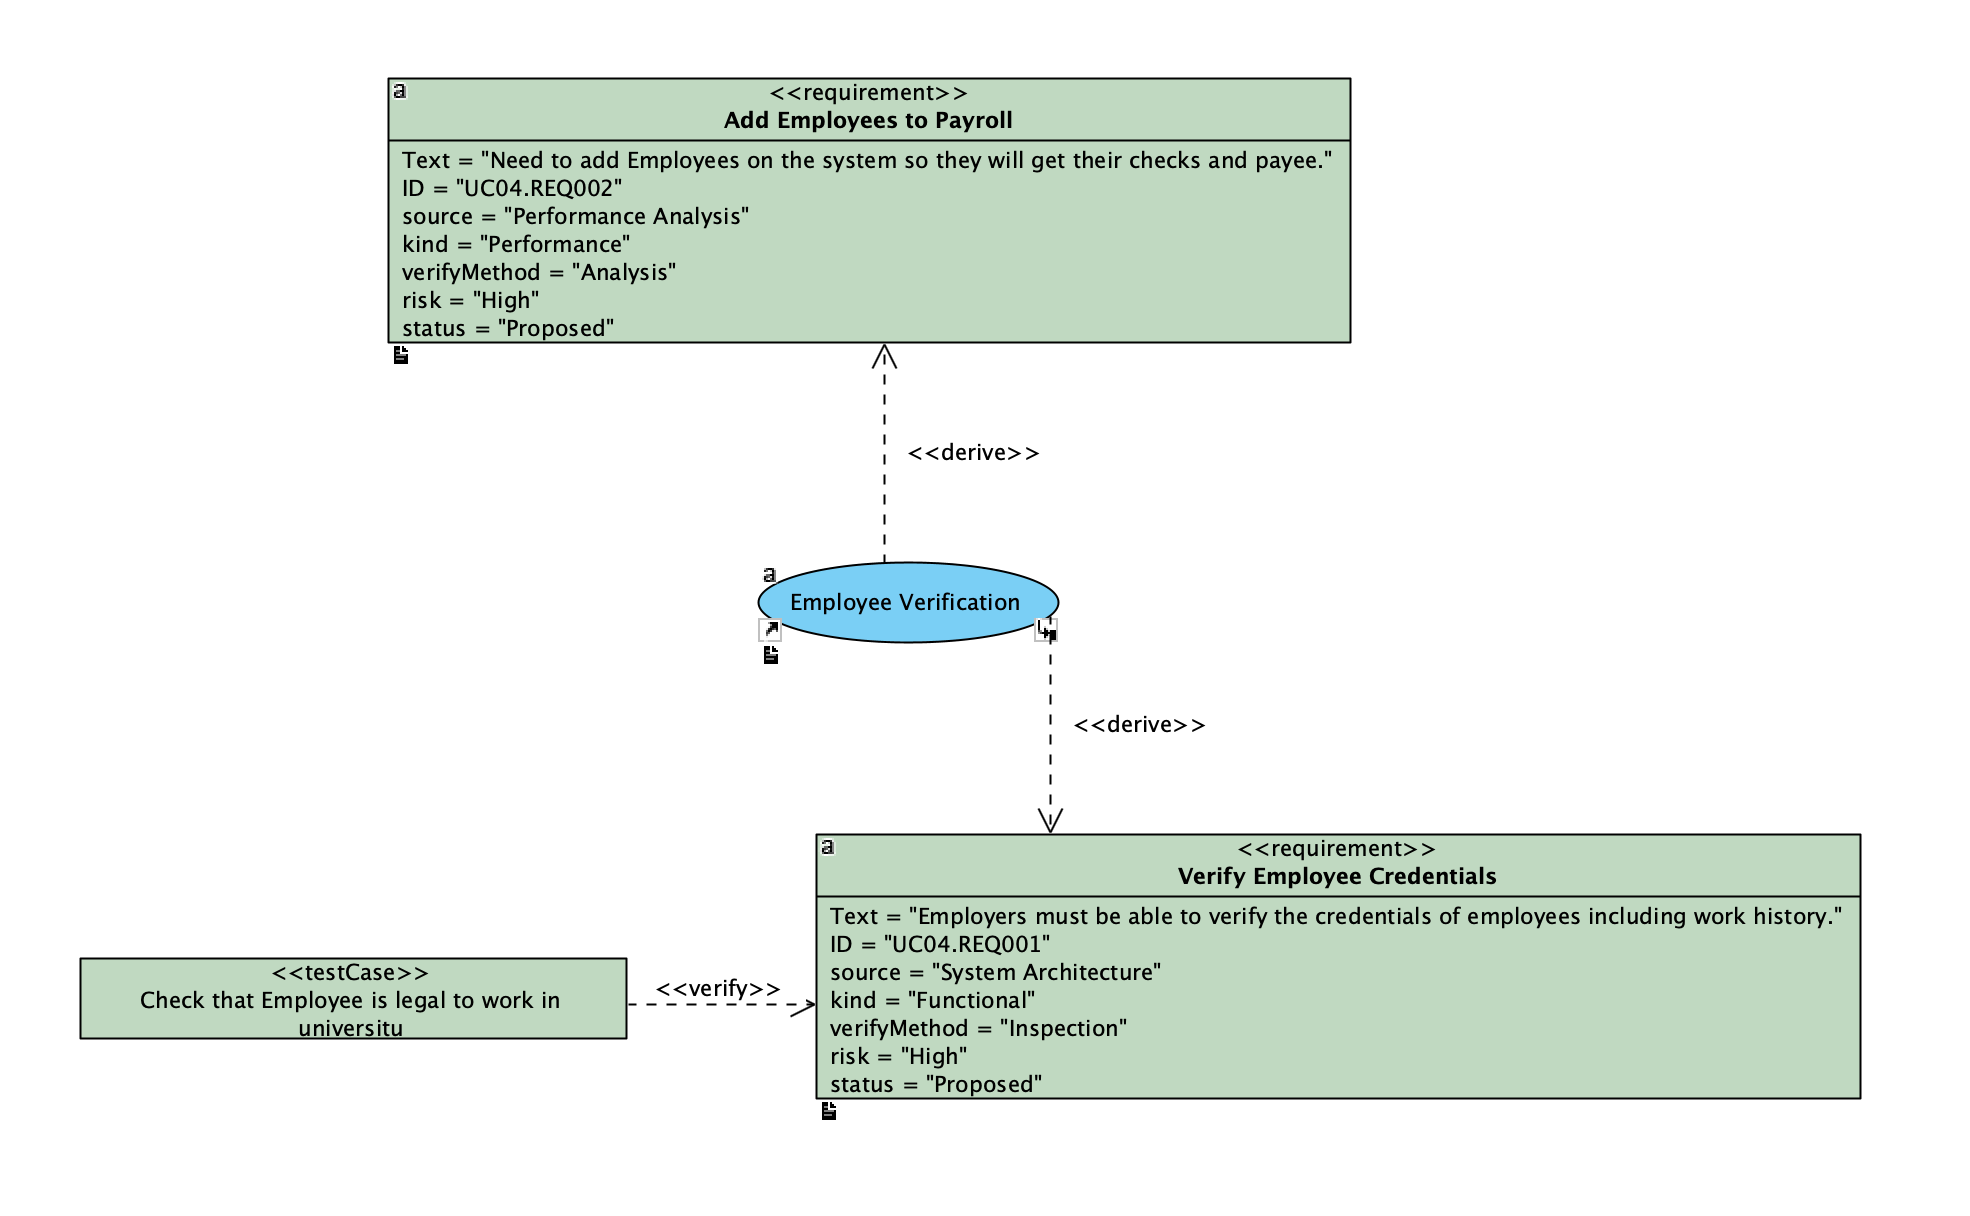 <<requirement>>
Add Employees to Payroll
Text = "Need to add Employees on the system so they will get their checks and payee."
ID = "UC04.REQ002"
source = "Performance Analysis"
kind = "Performance"
verifyMethod = "Analysis"
risk = "High"
status = "Proposed"
<<derive>>
Employee Verification
<<derive>>
<<requirement>>
Verify Employee Credentials
Text = "Employers must be able to verify the credentials of employees including work history."
ID = "UC04.REQ001"
source = "System Architecture"
kind = "Functional"
verifyMethod = "Inspection"
risk = "High"
status = "Proposed"
<<testCase>>
Check that Employee is legal to work in
universitu
<<verify>>